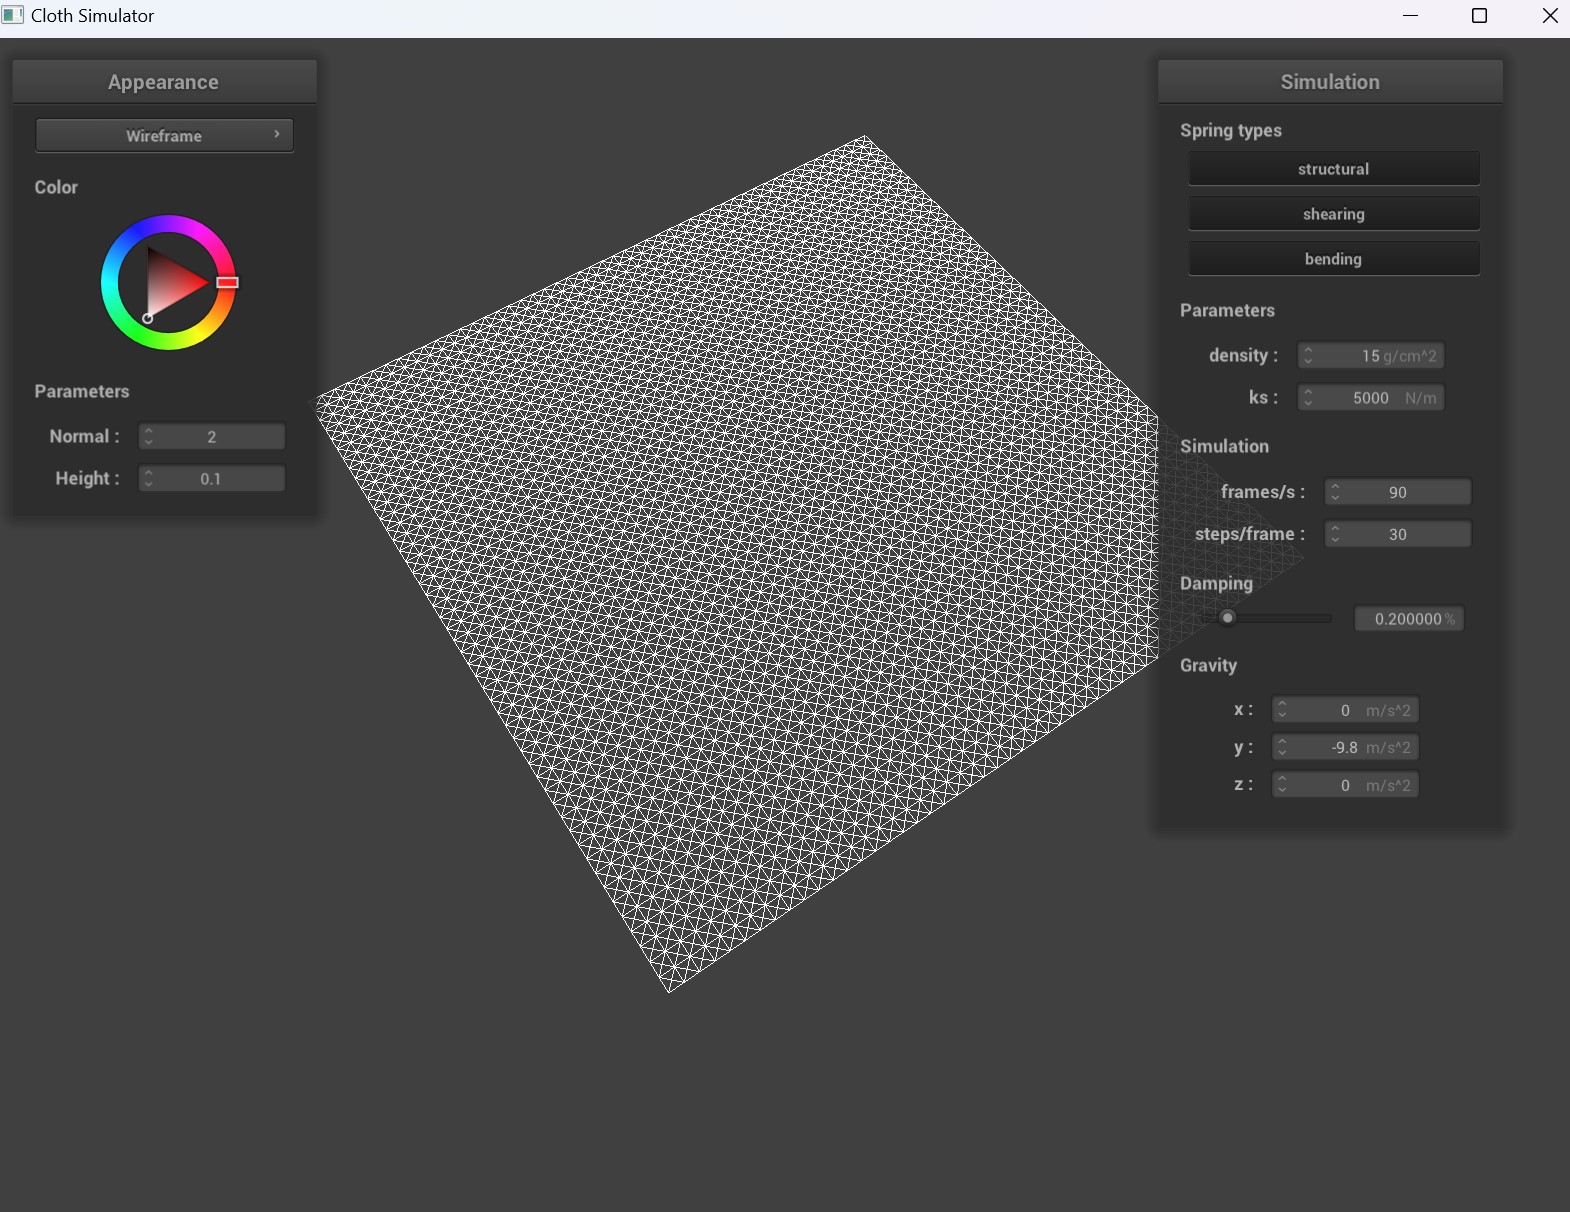 Cloth Simulator
Appearance
Wireframe
Color
Parameters
Normal : 2
Height : 0.1
Simulation
Spring types
structural
shearing
bending
Parameters
density : 15 g/cm^2
ks : 5000 N/m
Simulation
frames/s : 90
steps/frame : 30
Damping
0.200000 %
Gravity
x : 0 m/s^2
y : -9.8 m/s^2
z : 0 m/s^2